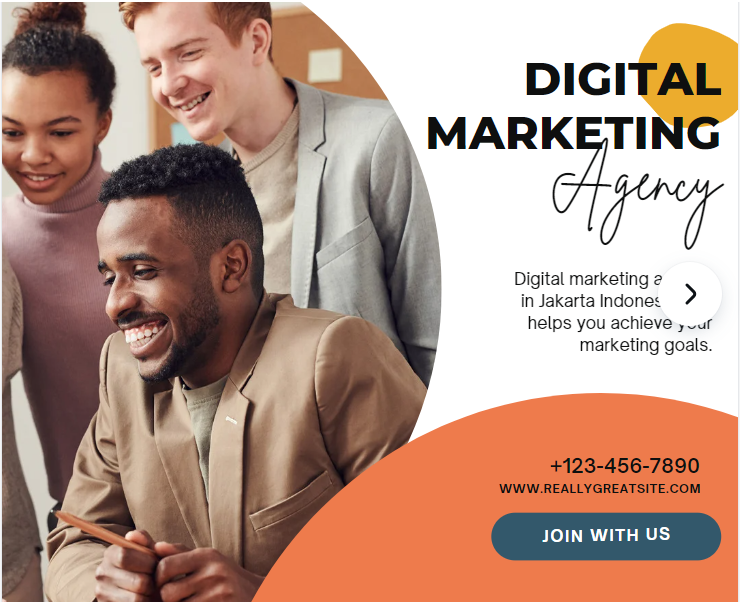 DIGITAL
MARKETING
Agency
Digital marketing a
in Jakarta Indones
helps you achieve your
marketing goals.
+123-456-7890
WWW.REALLYGREATSITE.COM
JOIN WITH US